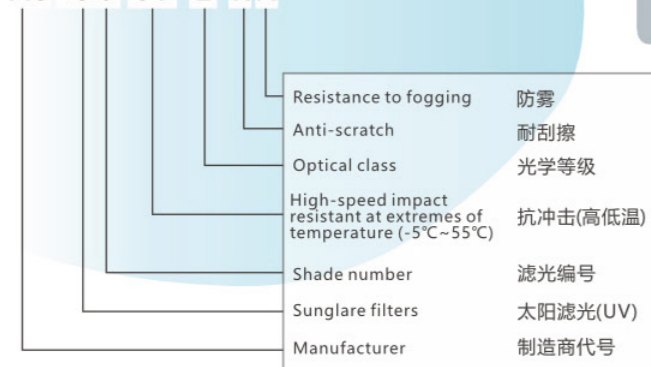 Resistance to fogging 防雾
Anti-scratch 耐刮擦
Optical class 光学等级
High-speed impact
resistant at extremes of
temperature (-5℃~55℃) 抗冲击(高低温)
Shade number 滤光编号
Sunglare filters 太阳滤光(UV)
Manufacturer 制造商代号